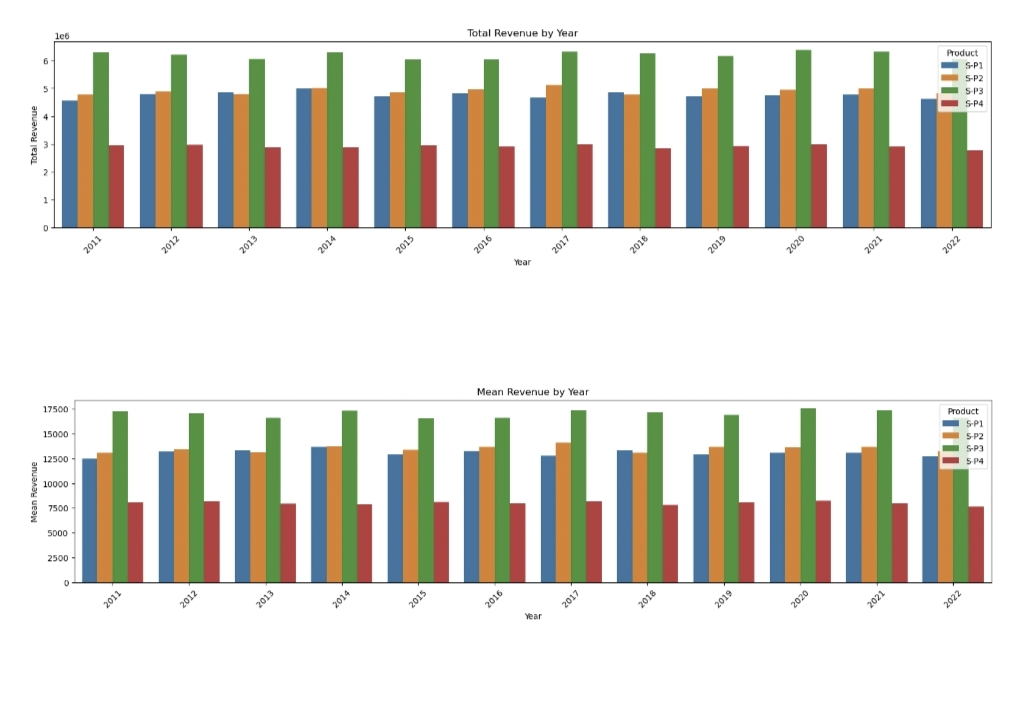 Total Revenue by Year
1e6
Product
S-P1
S-P2
S-P3
S-P4
6
5
4
3
2
1
0
Total Revenue
2011 2012 2013 2014 2015 2016 2017 2018 2019 2020 2021 2022
Year
Mean Revenue by Year
Product
S-P1
S-P2
S-P3
S-P4
17500
15000
12500
10000
7500
5000
2500
0
Mean Revenue
2011 2012 2013 2014 2015 2016 2017 2018 2019 2020 2021 2022
Year